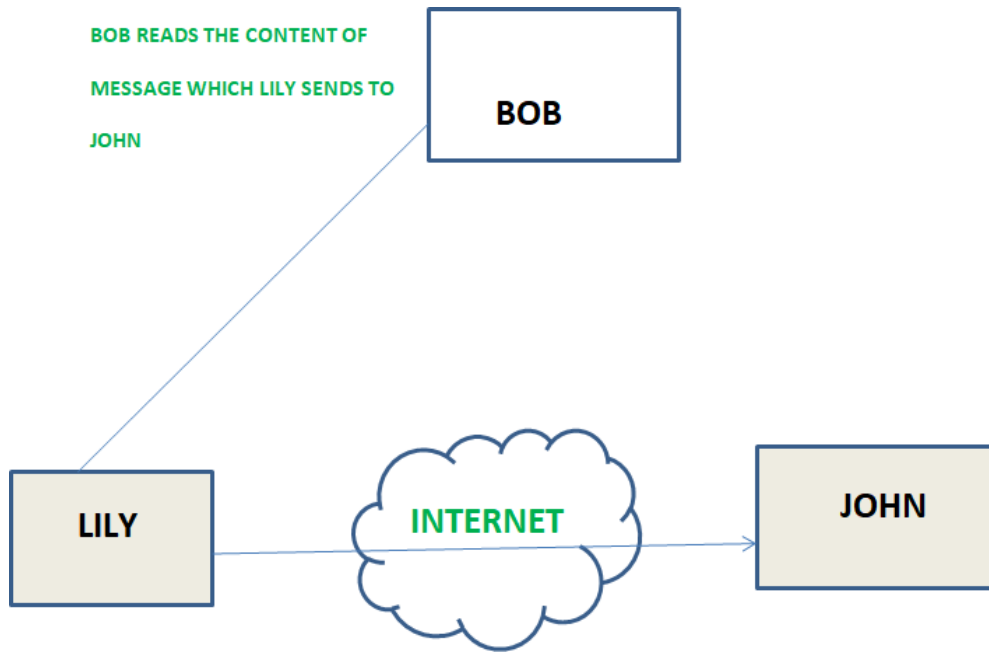 BOB READS THE CONTENT OF
MESSAGE WHICH LILY SENDS TO
JOHN
BOB
LILY
INTERNET
JOHN